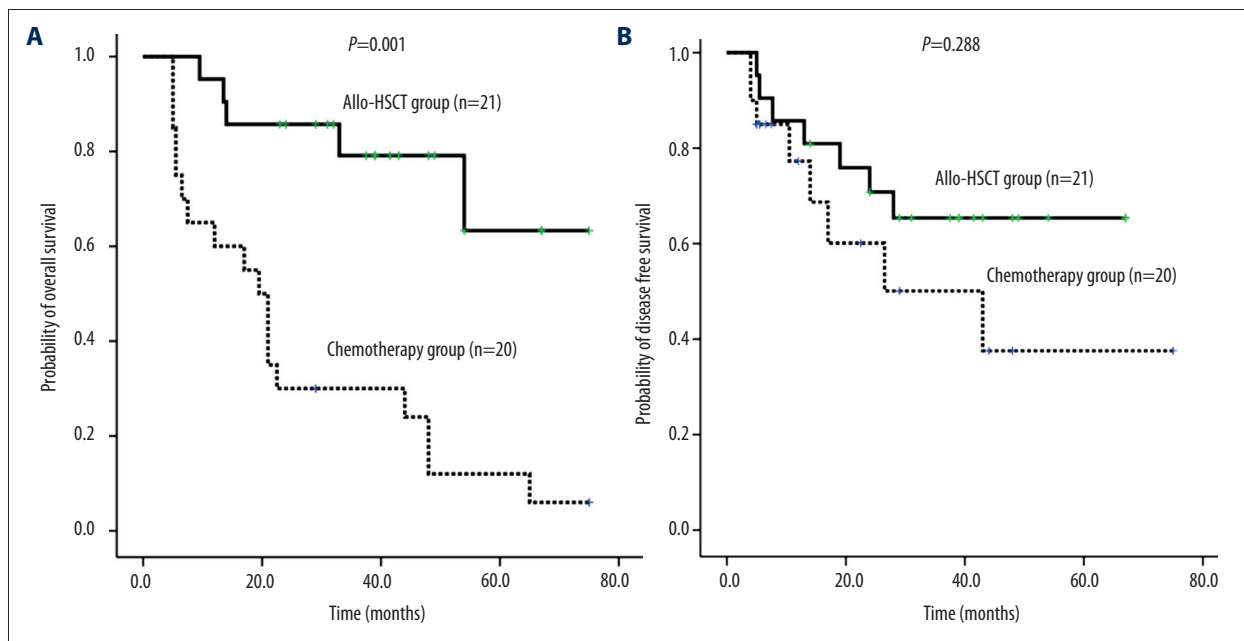 A
P=0.001
1.0
Allo-HSCT group (n=21)
0.8
0.6
Chemotherapy group (n=20)
0.4
0.2
0.0
Probability of overall survival
0.0 20.0 40.0 60.0 80.0
Time (months)
B
P=0.288
1.0
0.8
Allo-HSCT group (n=21)
0.6
Chemotherapy group (n=20)
0.4
0.2
0.0
Probability of disease free survival
0.0 20.0 40.0 60.0 80.0
Time (months)